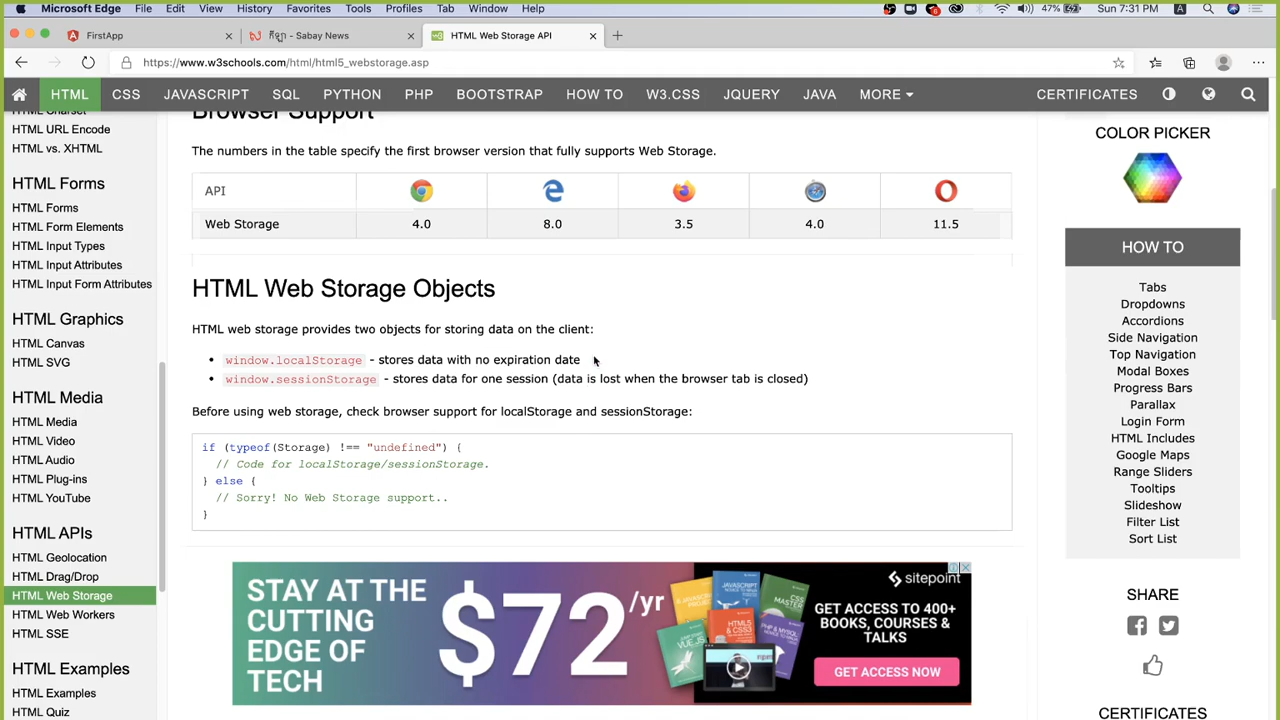 Microsoft Edge File Edit View History Favorites Tools Profiles Tab Window Help 6 47% Sun 7:31 PM A
FirstApp
កីឡា - Sabay News
HTML Web Storage API
https://www.w3schools.com/html/html5_webstorage.asp
HTML CSS JAVASCRIPT SQL PYTHON PHP BOOTSTRAP HOW TO W3.CSS JQUERY JAVA MORE CERTIFICATES
HTML Charset
HTML URL Encode
HTML vs. XHTML
HTML Forms
HTML Forms
HTML Form Elements
HTML Input Types
HTML Input Attributes
HTML Input Form Attributes
HTML Graphics
HTML Canvas
HTML SVG
HTML Media
HTML Media
HTML Video
HTML Audio
HTML Plug-ins
HTML YouTube
HTML APIs
HTML Geolocation
HTML Drag/Drop
HTML Web Storage
HTML Web Workers
HTML SSE
HTML Examples
HTML Examples
HTML Quiz
Browser Support
The numbers in the table specify the first browser version that fully supports Web Storage.
API
Web Storage 4.0 8.0 3.5 4.0 11.5
HTML Web Storage Objects
HTML web storage provides two objects for storing data on the client:
• window.localStorage - stores data with no expiration date
• window.sessionStorage - stores data for one session (data is lost when the browser tab is closed)
Before using web storage, check browser support for localStorage and sessionStorage:
if (typeof(Storage) !== "undefined") {
// Code for localStorage/sessionStorage.
} else {
// Sorry! No Web Storage support..
}
STAY AT THE
CUTTING
EDGE OF
TECH
$72/yr
sitepoint
GET ACCESS TO 400+
BOOKS, COURSES &
TALKS
GET ACCESS NOW
COLOR PICKER
HOW TO
Tabs
Dropdowns
Accordions
Side Navigation
Top Navigation
Modal Boxes
Progress Bars
Parallax
Login Form
HTML Includes
Google Maps
Range Sliders
Tooltips
Slideshow
Filter List
Sort List
SHARE
CERTIFICATES